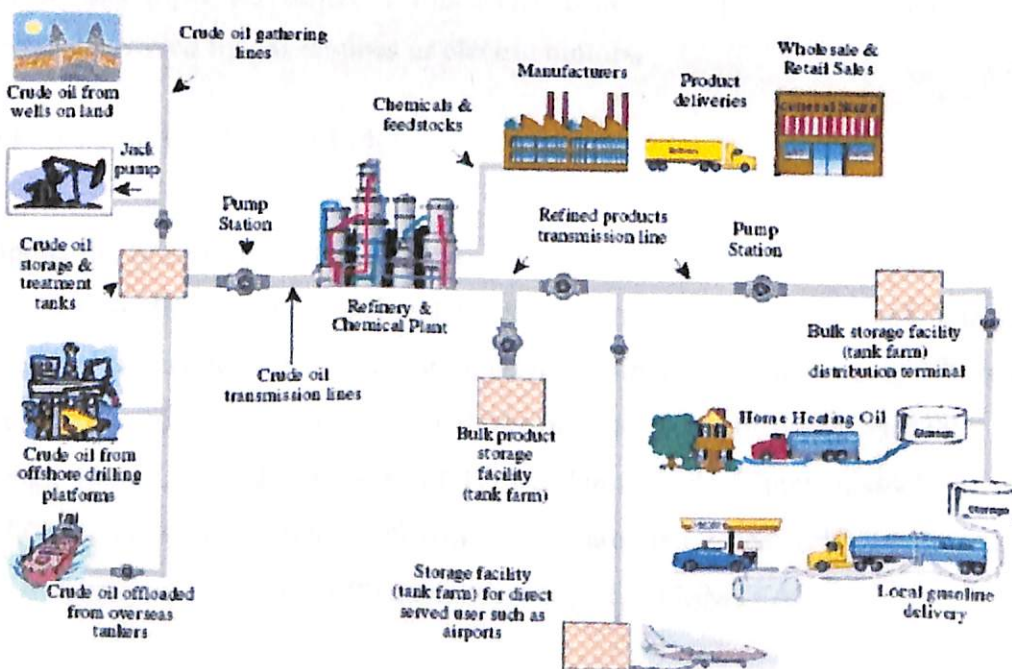 Crude oil gathering
lines
Crude oil from
wells on land
Manufacturers
Product
deliveries
Wholesale &
Retail Sales
General Store
Chemicals &
feedstocks
Jack
pump
Pump
Station
Refined products
transmission line
Pump
Station
Crude oil
storage &
treatment
tanks
Refinery &
Chemical Plant
Bulk storage facility
(tank farm)
distribution terminal
Crude oil
transmission lines
Home Heating Oil
Bulk product
storage
facility
(tank farm)
Crude oil from
offshore drilling
platforms
Storage
Storage facility
(tank farm) for direct
served user such as
airports
Local gasoline
delivery
Crude oil offloaded
from overseas
tankers